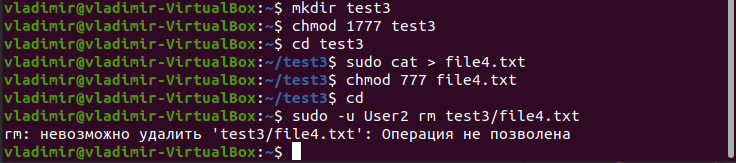 vladimir@vladimir-VirtualBox:~$ mkdir test3
vladimir@vladimir-VirtualBox:~$ chmod 1777 test3
vladimir@vladimir-VirtualBox:~$ cd test3
vladimir@vladimir-VirtualBox:~/test3$ sudo cat > file4.txt
vladimir@vladimir-VirtualBox:~/test3$ chmod 777 file4.txt
vladimir@vladimir-VirtualBox:~/test3$ cd
vladimir@vladimir-VirtualBox:~$ sudo -u User2 rm test3/file4.txt
rm: невозможно удалить 'test3/file4.txt': Операция не позволена
vladimir@vladimir-VirtualBox:~$